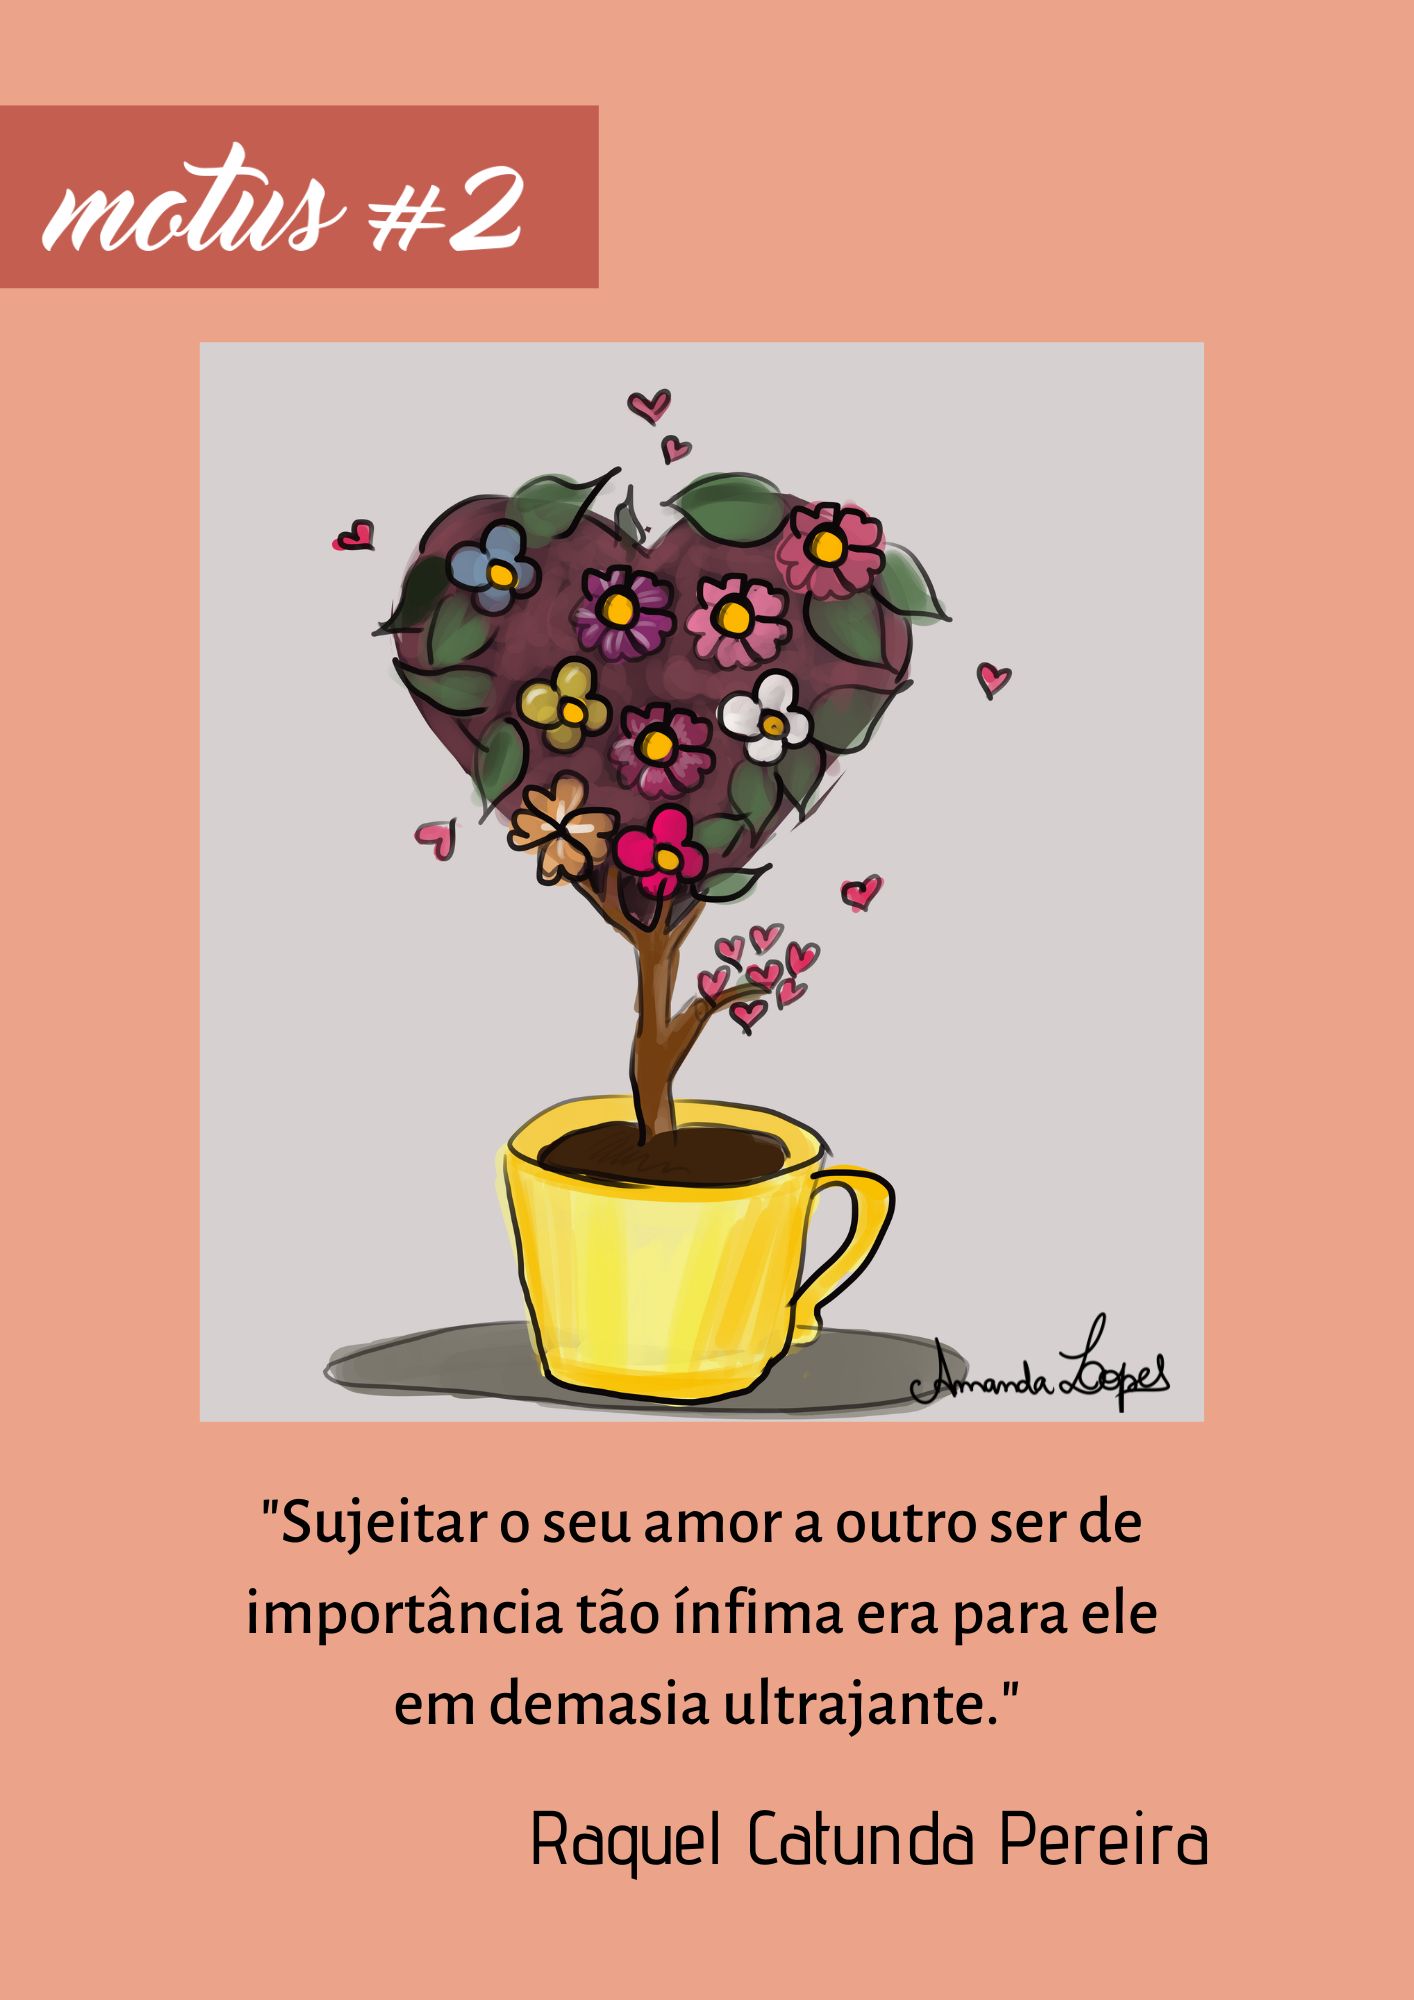 motus #2
Amanda Lopes
"Sujeitar o seu amor a outro ser de
importância tão ínfima era para ele
em demasia ultrajante."
Raquel Catunda Pereira